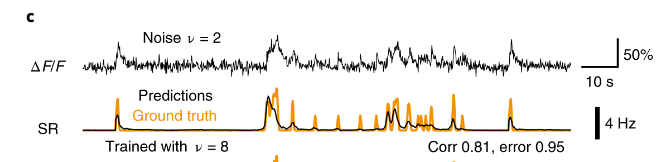 c
Noise ν = 2
ΔF/F
50%
10 s
Predictions
Ground truth
SR
4 Hz
Trained with ν = 8
Corr 0.81, error 0.95